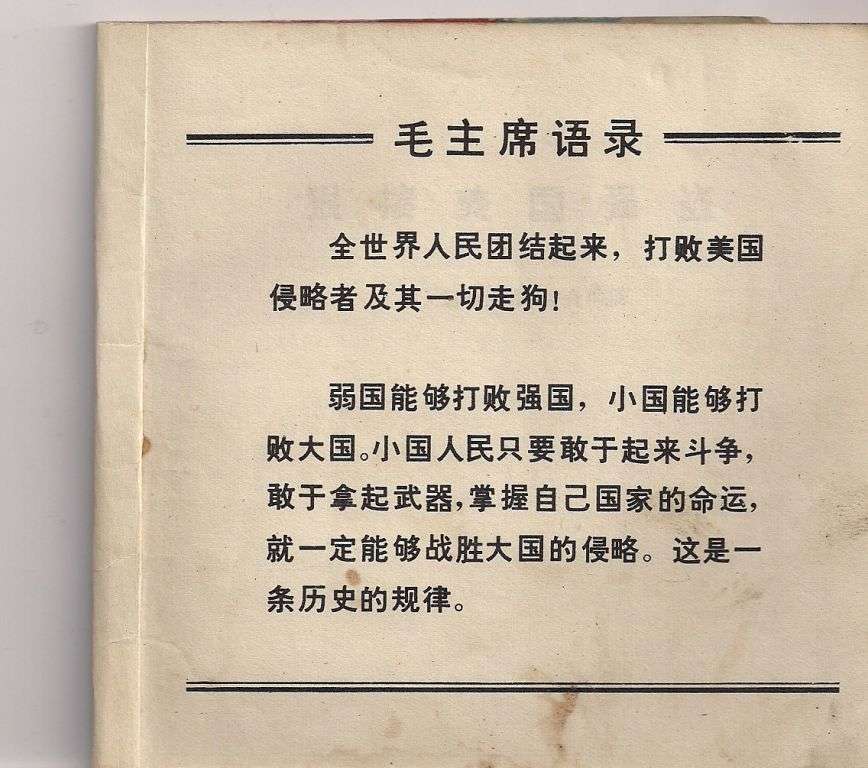 毛主席语录
全世界人民团结起来，打败美国
侵略者及其一切走狗！
弱国能够打败强国，小国能够打
败大国。小国人民只要敢于起来斗争，
敢于拿起武器，掌握自己国家的命运，
就一定能够战胜大国的侵略。这是一
条历史的规律。